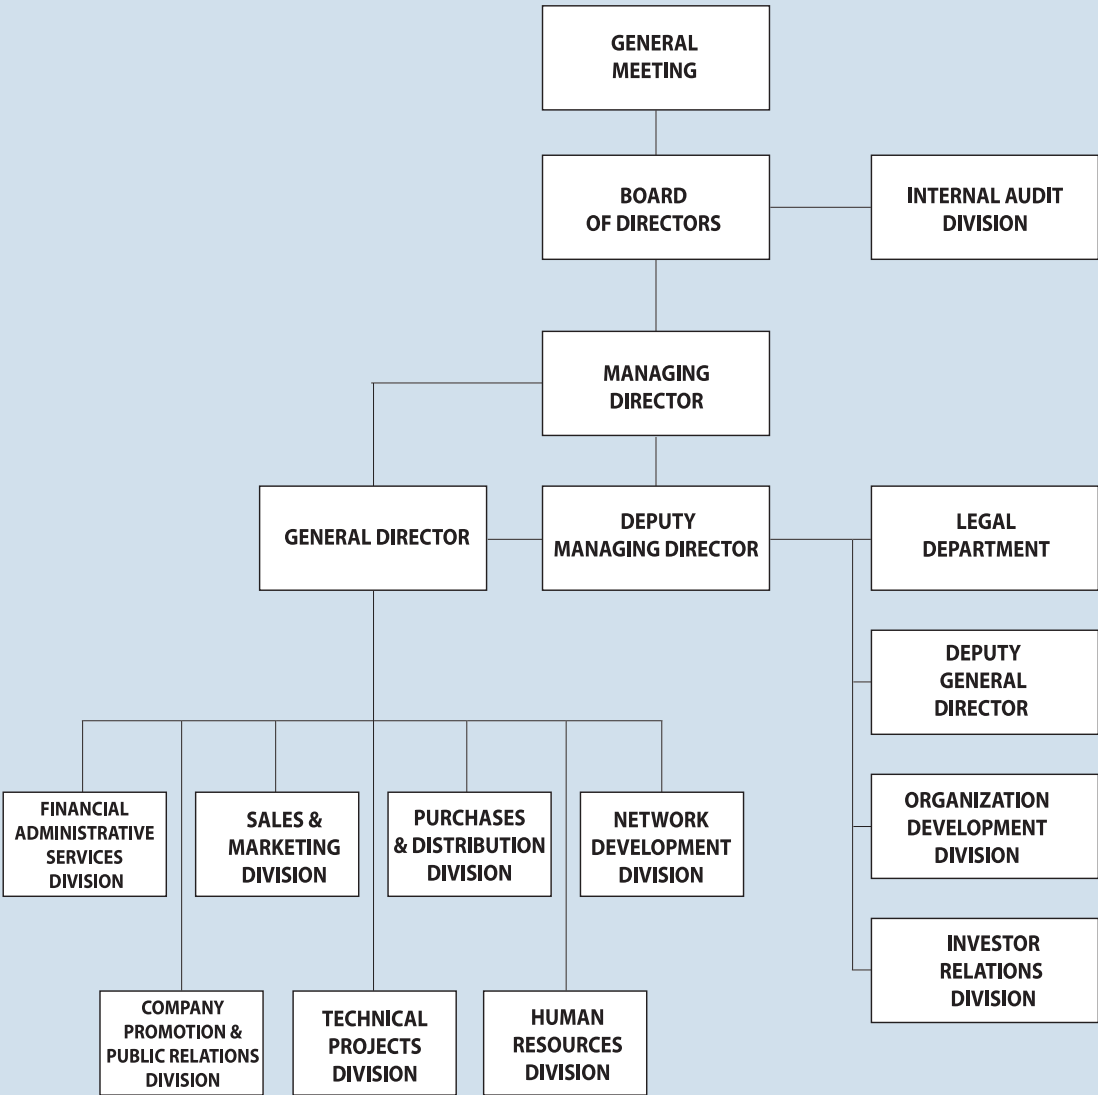 GENERAL
MEETING
BOARD
OF DIRECTORS
INTERNAL AUDIT
DIVISION
MANAGING
DIRECTOR
GENERAL DIRECTOR
DEPUTY
MANAGING DIRECTOR
LEGAL
DEPARTMENT
DEPUTY
GENERAL
DIRECTOR
FINANCIAL
ADMINISTRATIVE
SERVICES
DIVISION
SALES &
MARKETING
DIVISION
PURCHASES
& DISTRIBUTION
DIVISION
NETWORK
DEVELOPMENT
DIVISION
ORGANIZATION
DEVELOPMENT
DIVISION
COMPANY
PROMOTION &
PUBLIC RELATIONS
DIVISION
TECHNICAL
PROJECTS
DIVISION
HUMAN
RESOURCES
DIVISION
INVESTOR
RELATIONS
DIVISION